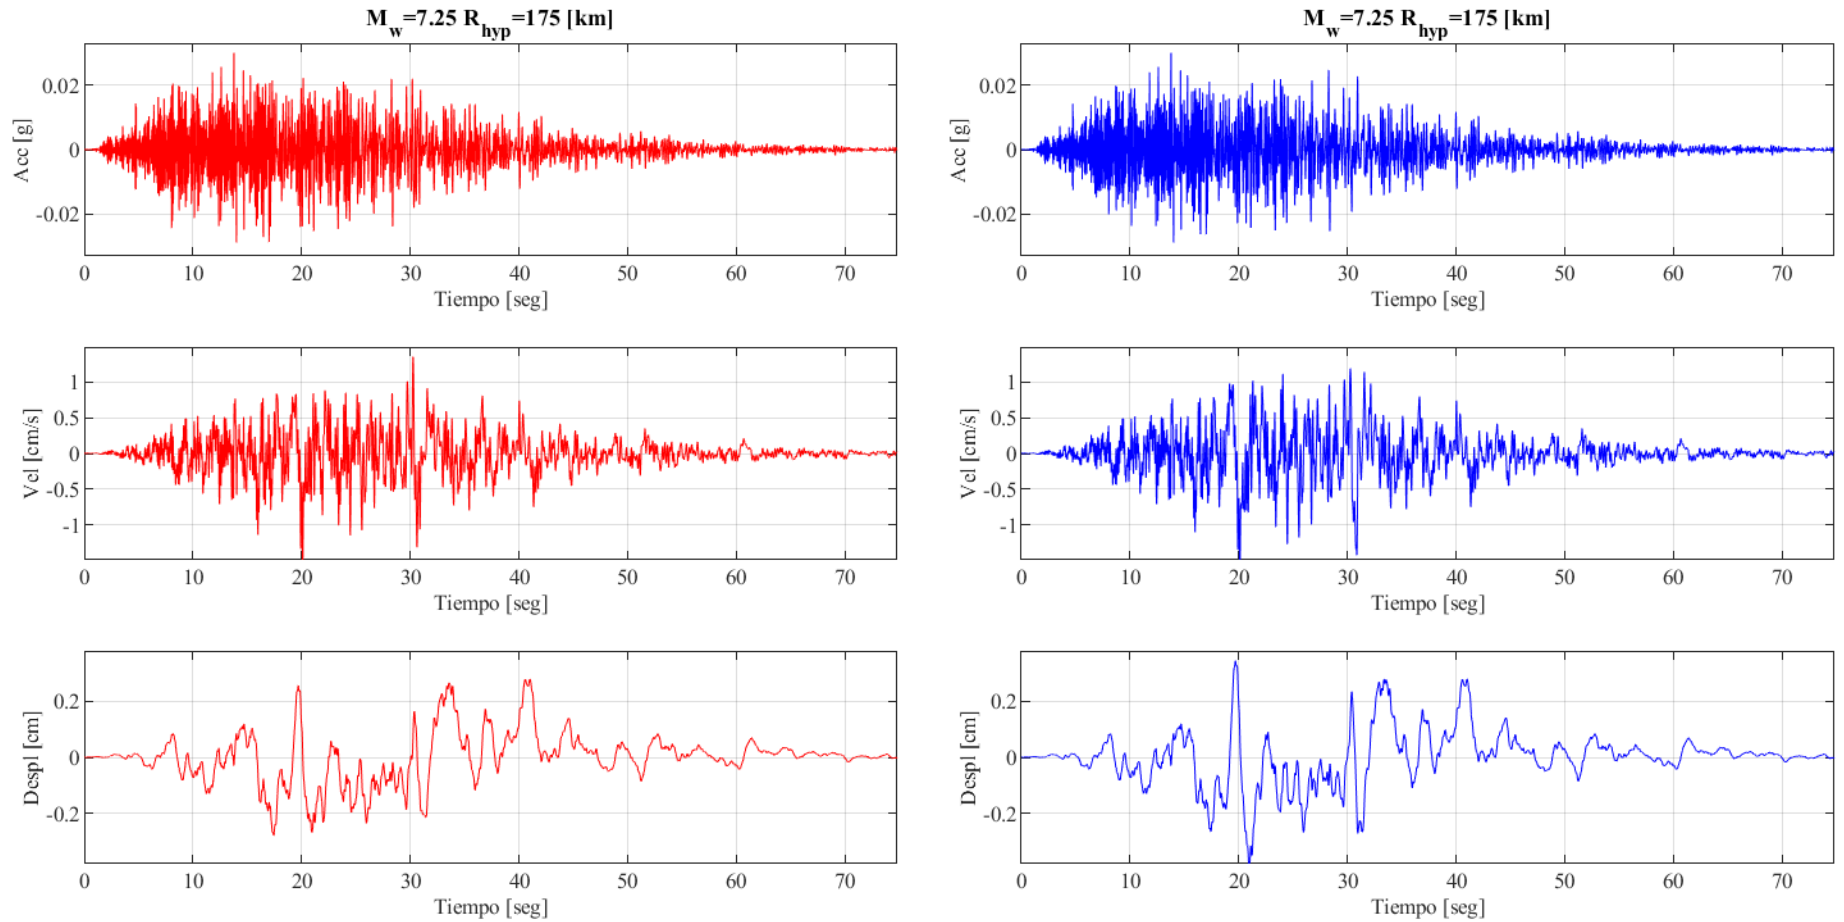 M_w=7.25 R_hyp=175 [km]
Acc [g]
0.02
0
-0.02
0 10 20 30 40 50 60 70
Tiempo [seg]
Vel [cm/s]
1
0.5
0
-0.5
-1
0 10 20 30 40 50 60 70
Tiempo [seg]
Despl [cm]
0.2
0
-0.2
0 10 20 30 40 50 60 70
Tiempo [seg]
M_w=7.25 R_hyp=175 [km]
Acc [g]
0.02
0
-0.02
0 10 20 30 40 50 60 70
Tiempo [seg]
Vel [cm/s]
1
0.5
0
-0.5
-1
0 10 20 30 40 50 60 70
Tiempo [seg]
Despl [cm]
0.2
0
-0.2
0 10 20 30 40 50 60 70
Tiempo [seg]